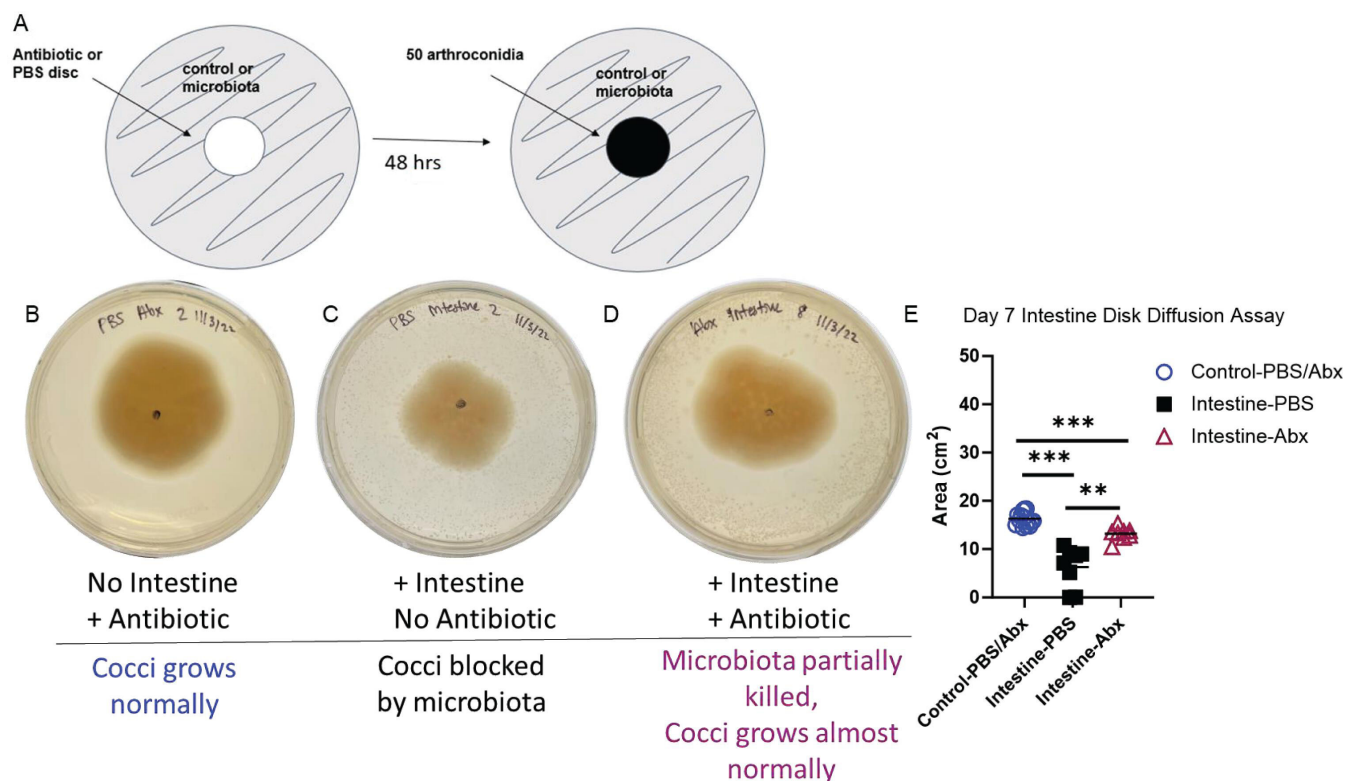 A
Antibiotic or
PBS disc
control or
microbiota
48 hrs
50 arthroconidia
control or
microbiota
B
PBS Abx 2 11/3/22
No Intestine
+ Antibiotic
Cocci grows
normally
C
PBS Intestine 2 11/3/22
+ Intestine
No Antibiotic
Cocci blocked
by microbiota
D
Abx Intestine 8 11/3/22
+ Intestine
+ Antibiotic
Microbiota partially
killed,
Cocci grows almost
normally
E
Day 7 Intestine Disk Diffusion Assay
Area (cm²)
50
40
30
20
10
0
***
***
**
Control-PBS/Abx
Intestine-PBS
Intestine-Abx
Control-PBS/Abx
Intestine-PBS
Intestine-Abx